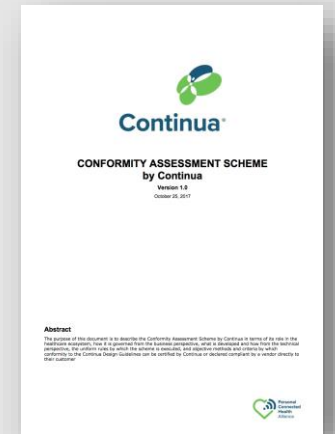 Continua®
CONFORMITY ASSESSMENT SCHEME
by Continua
Version 1.0
October 25, 2017
Abstract
The purpose of this document is to describe the Conformity Assessment Scheme by Continua in terms of its role in the
healthcare ecosystem, how it is governed from the business perspective, what is developed and how from the technical
perspective, the uniform rules by which the scheme is executed, and objective methods and criteria by which
conformity to the Continua Design Guidelines can be certified by Continua or declared compliant by a vendor directly to
their customer
Personal
Connected
Health
Alliance